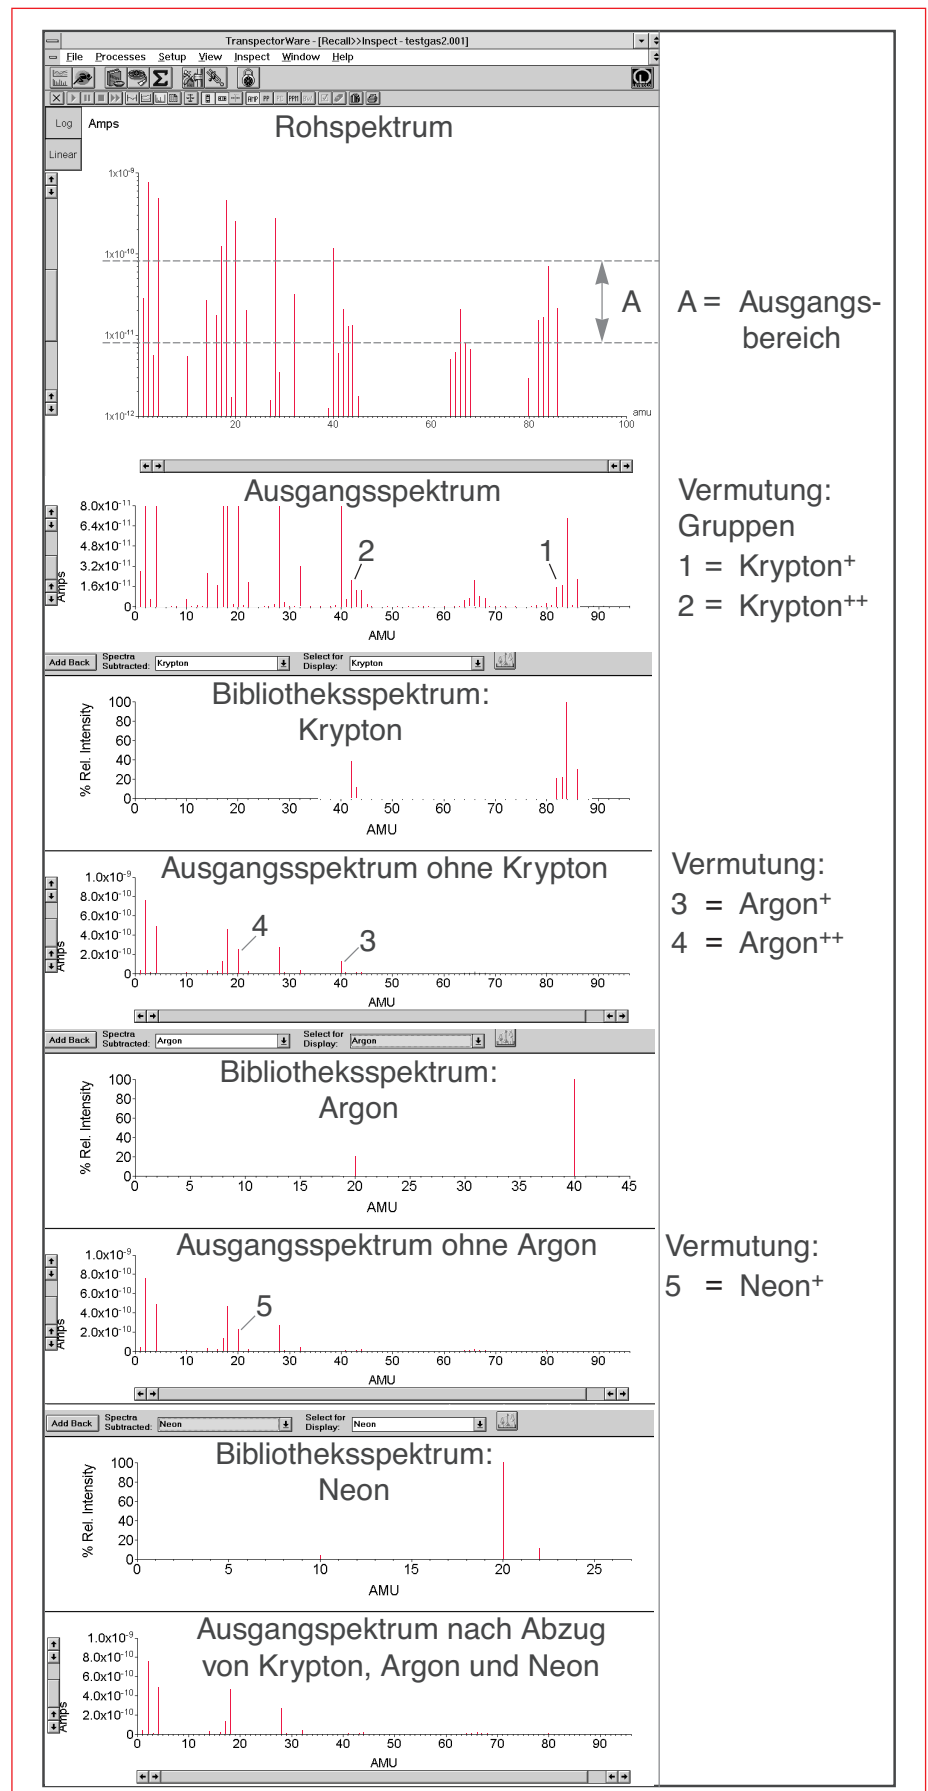 TranspectorWare - [Recall>>Inspect - testgas2.001]
File Processes Setup View Inspect Window Help
AMP PP PPM
Log
Linear
Amps
Rohspektrum
1x10⁻⁹
1x10⁻¹⁰
1x10⁻¹¹
1x10⁻¹²
20 40 60 80 100
amu
A
A = Ausgangs-
bereich
Ausgangsspektrum
8.0x10⁻¹¹
6.4x10⁻¹¹
4.8x10⁻¹¹
3.2x10⁻¹¹
1.6x10⁻¹¹
0
Amps
2
1
0 10 20 30 40 50 60 70 80 90
AMU
Vermutung:
Gruppen
1 = Krypton⁺
2 = Krypton⁺⁺
Add Back Spectra Subtracted: Krypton Select for Display: Krypton
Bibliotheksspektrum:
Krypton
% Rel. Intensity
100
80
60
40
20
0
0 10 20 30 40 50 60 70 80 90
AMU
Ausgangsspektrum ohne Krypton
1.0x10⁻⁹
8.0x10⁻¹⁰
6.0x10⁻¹⁰
4.0x10⁻¹⁰
2.0x10⁻¹⁰
0
Amps
4
3
0 10 20 30 40 50 60 70 80 90
AMU
Vermutung:
3 = Argon⁺
4 = Argon⁺⁺
Add Back Spectra Subtracted: Argon Select for Display: Argon
Bibliotheksspektrum:
Argon
% Rel. Intensity
100
80
60
40
20
0
0 5 10 15 20 25 30 35 40 45
AMU
Ausgangsspektrum ohne Argon
1.0x10⁻⁹
8.0x10⁻¹⁰
6.0x10⁻¹⁰
4.0x10⁻¹⁰
2.0x10⁻¹⁰
0
Amps
5
0 10 20 30 40 50 60 70 80 90
AMU
Vermutung:
5 = Neon⁺
Add Back Spectra Subtracted: Neon Select for Display: Neon
Bibliotheksspektrum:
Neon
% Rel. Intensity
100
80
60
40
20
0
0 5 10 15 20 25
AMU
Ausgangspektrum nach Abzug
von Krypton, Argon und Neon
1.0x10⁻⁹
8.0x10⁻¹⁰
6.0x10⁻¹⁰
4.0x10⁻¹⁰
2.0x10⁻¹⁰
0
Amps
0 10 20 30 40 50 60 70 80 90
AMU